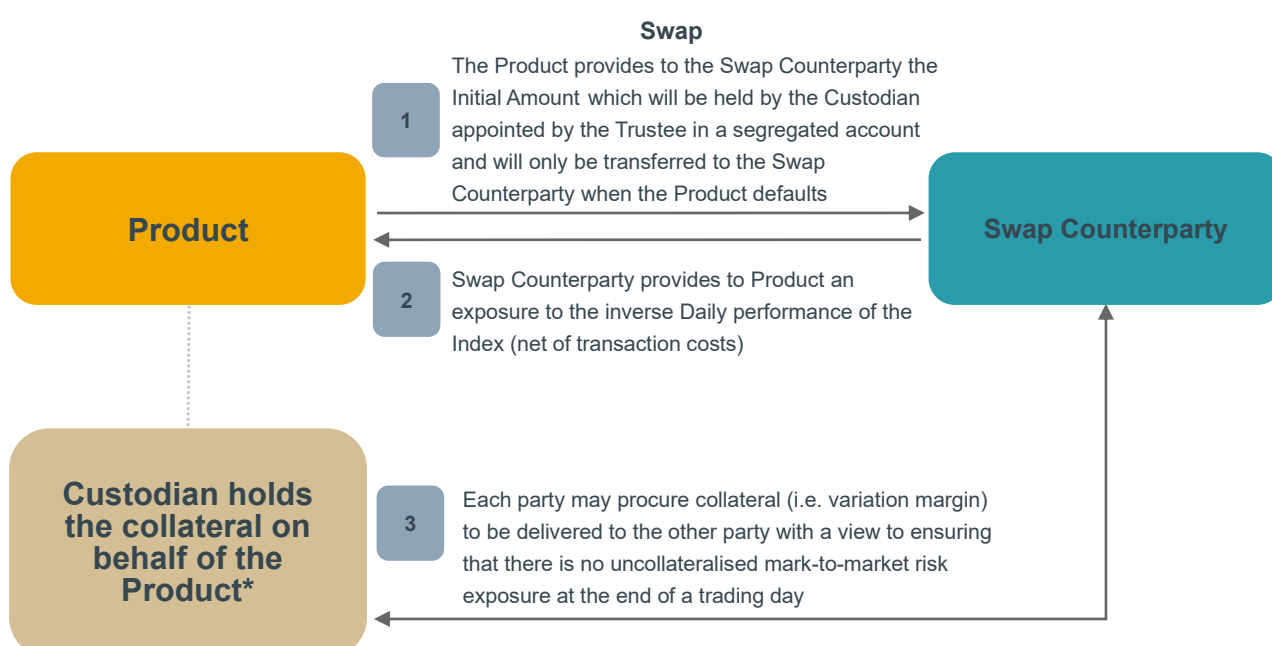 Swap
The Product provides to the Swap Counterparty the
Initial Amount which will be held by the Custodian
appointed by the Trustee in a segregated account
and will only be transferred to the Swap
Counterparty when the Product defaults
1
Product
Swap Counterparty
2
Swap Counterparty provides to Product an
exposure to the inverse Daily performance of the
Index (net of transaction costs)
Custodian holds
the collateral on
behalf of the
Product*
3
Each party may procure collateral (i.e. variation margin)
to be delivered to the other party with a view to ensuring
that there is no uncollateralised mark-to-market risk
exposure at the end of a trading day